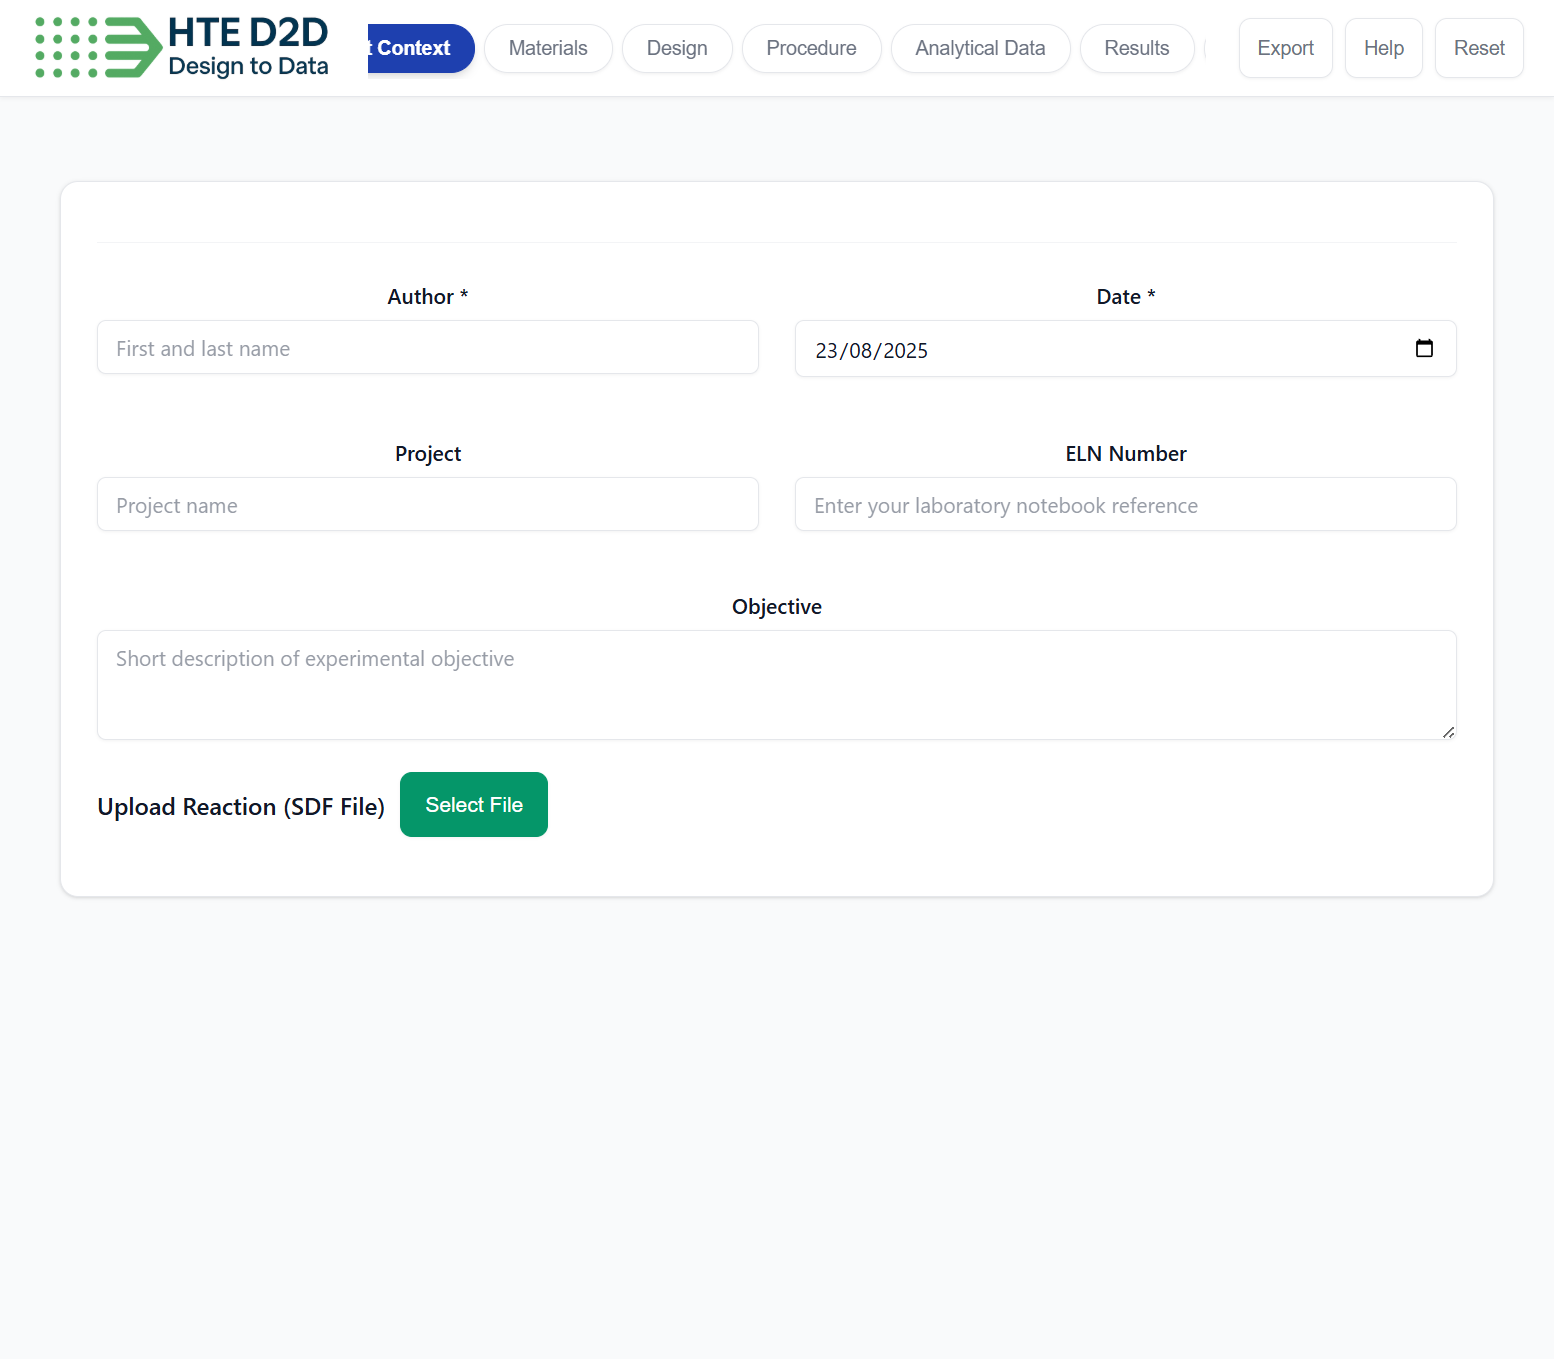 HTE D2D
Design to Data
t Context
Materials
Design
Procedure
Analytical Data
Results
Export
Help
Reset
Author *
Date *
First and last name
23/08/2025
Project
ELN Number
Project name
Enter your laboratory notebook reference
Objective
Short description of experimental objective
Upload Reaction (SDF File)
Select File